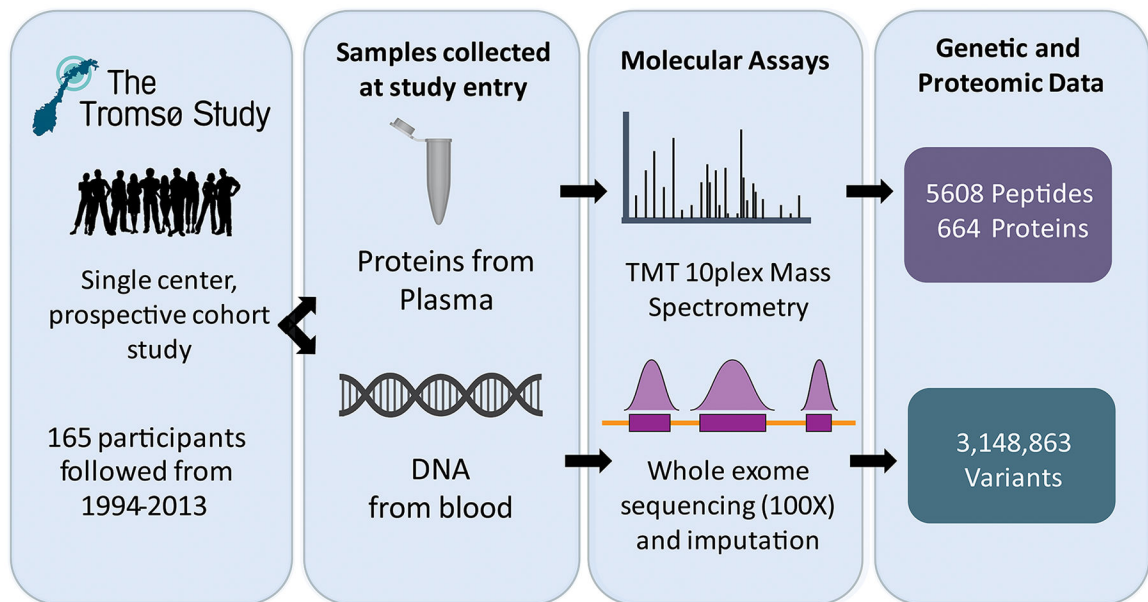 The
Tromsø Study
Single center,
prospective cohort
study
165 participants
followed from
1994-2013
Samples collected
at study entry
Proteins from
Plasma
DNA
from blood
Molecular Assays
TMT 10plex Mass
Spectrometry
Whole exome
sequencing (100X)
and imputation
Genetic and
Proteomic Data
5608 Peptides
664 Proteins
3,148,863
Variants